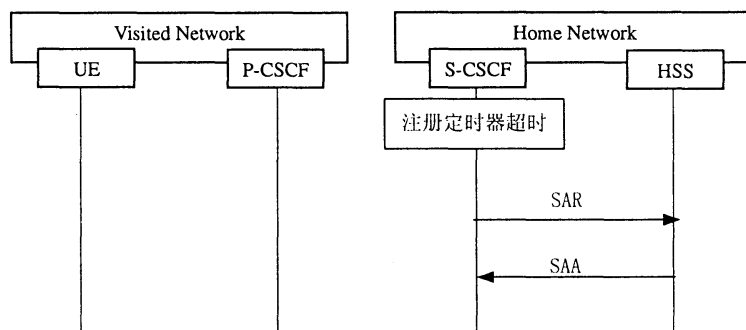 Visited Network
Home Network
UE
P-CSCF
S-CSCF
HSS
注册定时器超时
SAR
SAA